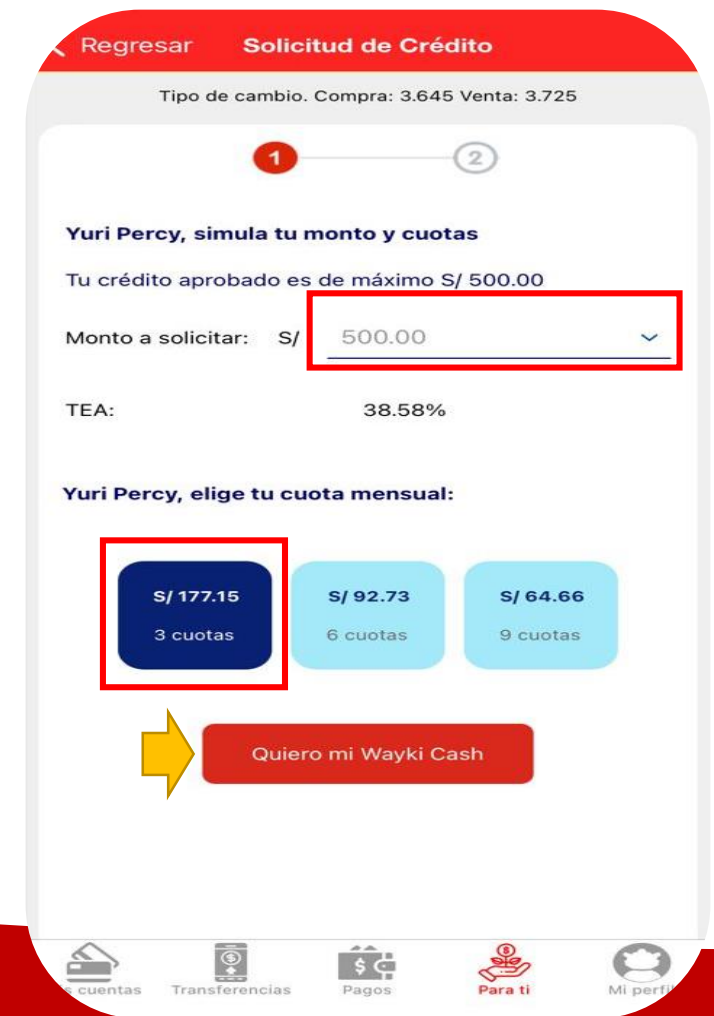 Regresar Solicitud de Crédito
Tipo de cambio. Compra: 3.645 Venta: 3.725
1 2
Yuri Percy, simula tu monto y cuotas
Tu crédito aprobado es de máximo S/ 500.00
Monto a solicitar: S/ 500.00
TEA: 38.58%
Yuri Percy, elige tu cuota mensual:
S/ 177.15 S/ 92.73 S/ 64.66
3 cuotas 6 cuotas 9 cuotas
Quiero mi Wayki Cash
cuentas Transferencias Pagos Para ti Mi perfil